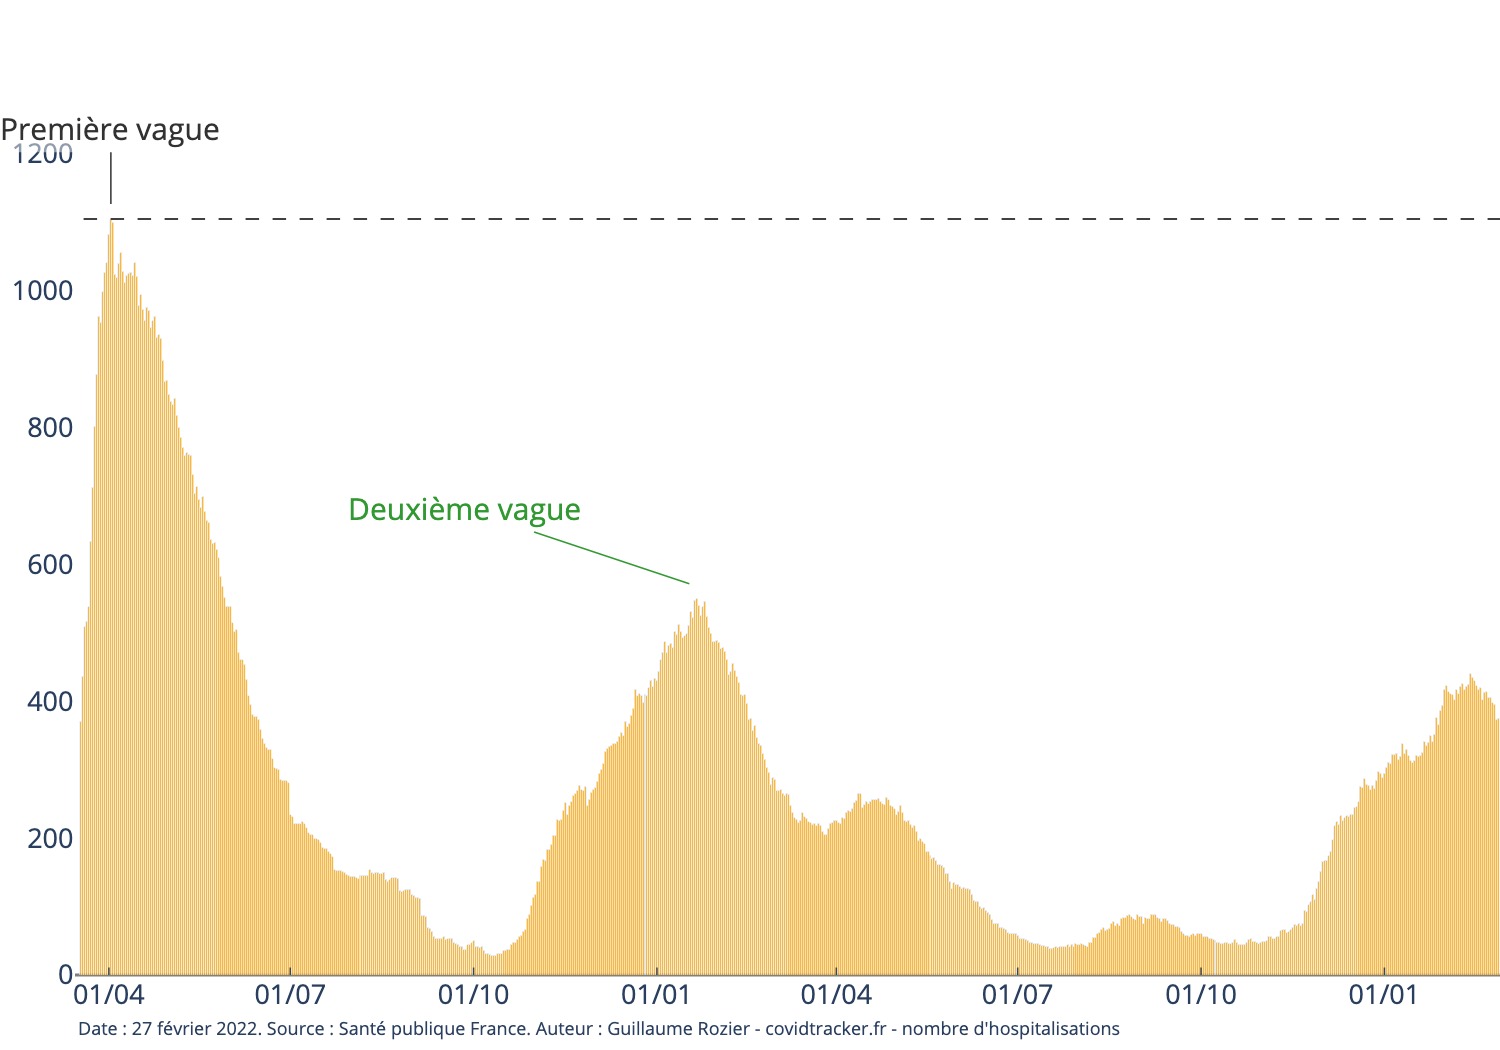 Première vague
1200
1000
800
Deuxième vague
600
400
200
0
01/04 01/07 01/10 01/01 01/04 01/07 01/10 01/01
Date : 27 février 2022. Source : Santé publique France. Auteur : Guillaume Rozier - covidtracker.fr - nombre d'hospitalisations